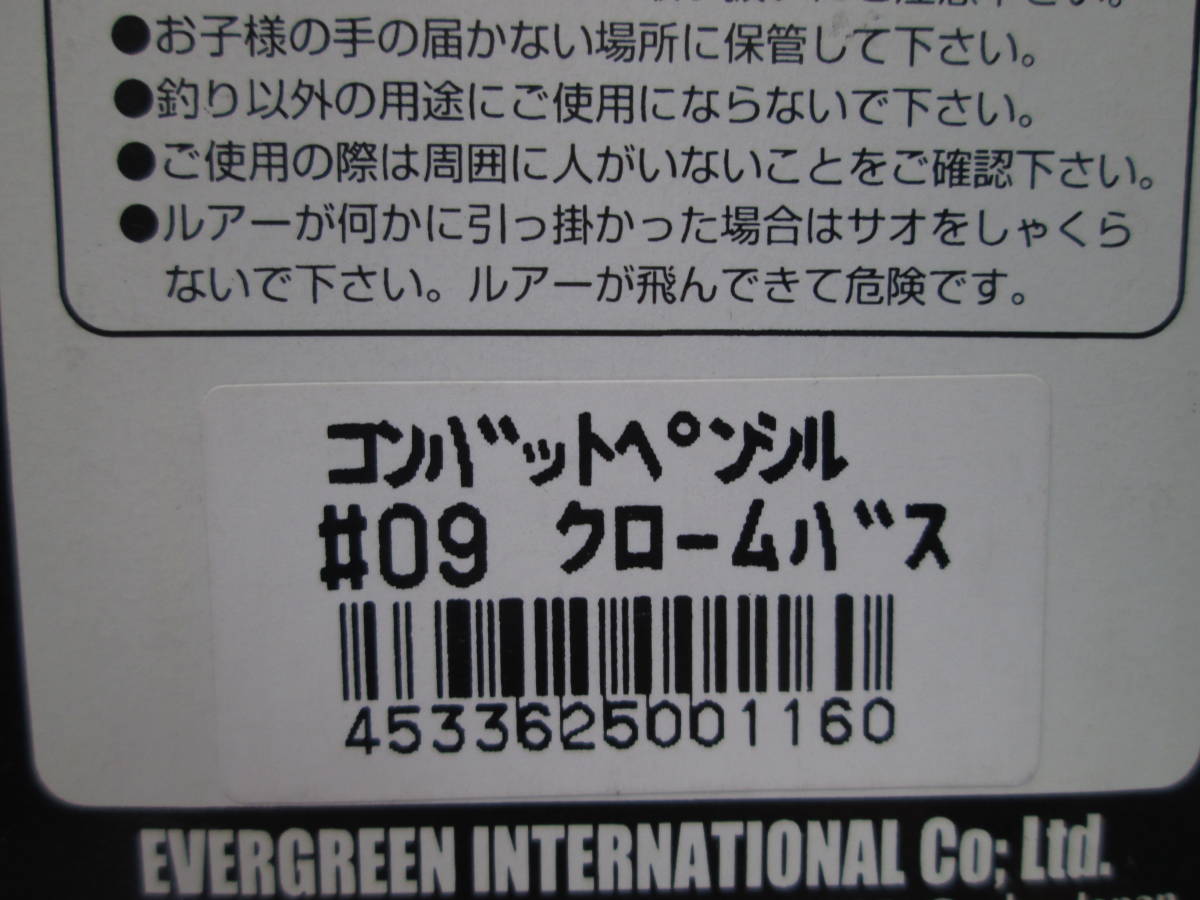 ●お子様の手の届かない場所に保管して下さい。
●釣り以外の用途にご使用にならないで下さい。
●ご使用の際は周囲に人がいないことをご確認下さい。
●ルアーが何かに引っ掛かった場合はサオをしゃくら
ないで下さい。ルアーが飛んできて危険です。
コンバットペンシル
#09 クロームバス
4533625001160
EVERGREEN INTERNATIONAL Co; Ltd.